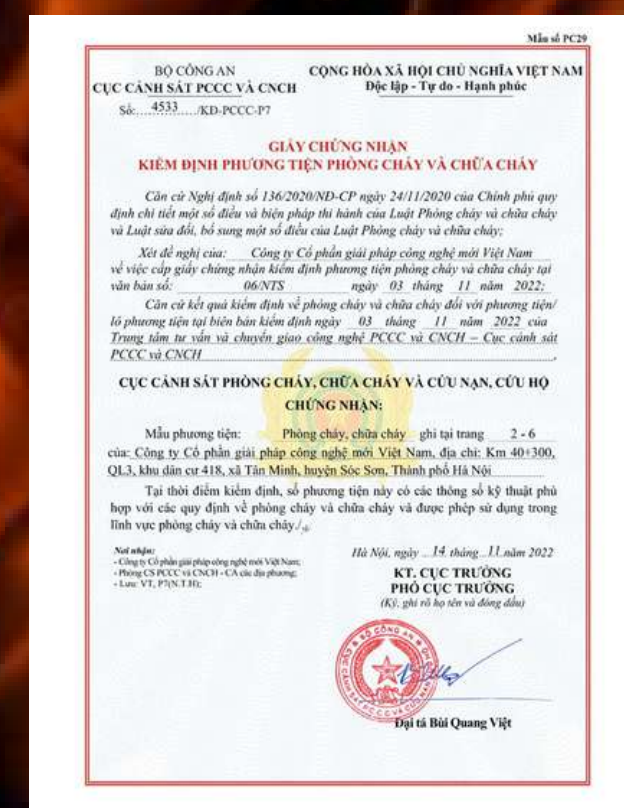 Mẫu số PC29
BỘ CÔNG AN
CỤC CẢNH SÁT PCCC VÀ CNCH
Số:....4533..../KĐ-PCCC-P7
CỘNG HÒA XÃ HỘI CHỦ NGHĨA VIỆT NAM
Độc lập - Tự do - Hạnh phúc
GIẤY CHỨNG NHẬN
KIỂM ĐỊNH PHƯƠNG TIỆN PHÒNG CHÁY VÀ CHỮA CHÁY
Căn cứ Nghị định số 136/2020/NĐ-CP ngày 24/11/2020 của Chính phủ quy
định chi tiết một số điều và biện pháp thi hành của Luật Phòng cháy và chữa cháy
và Luật sửa đổi, bổ sung một số điều của Luật Phòng cháy và chữa cháy;
Xét đề nghị của: Công ty Cổ phần giải pháp công nghệ mới Việt Nam
về việc cấp giấy chứng nhận kiểm định phương tiện phòng cháy và chữa cháy tại
văn bản số: 06/NTS ngày 03 tháng 11 năm 2022;
Căn cứ kết quả kiểm định về phòng cháy và chữa cháy đối với phương tiện/
lô phương tiện tại biên bản kiểm định ngày 03 tháng 11 năm 2022 của
Trung tâm tư vấn và chuyển giao công nghệ PCCC và CNCH – Cục cảnh sát
PCCC và CNCH
CỤC CẢNH SÁT PHÒNG CHÁY, CHỮA CHÁY VÀ CỨU NẠN, CỨU HỘ
CHỨNG NHẬN:
Mẫu phương tiện: Phòng cháy, chữa cháy ghi tại trang 2 - 6
của: Công ty Cổ phần giải pháp công nghệ mới Việt Nam, địa chỉ: Km 40+300,
QL3, khu dân cư 418, xã Tân Minh, huyện Sóc Sơn, Thành phố Hà Nội
Tại thời điểm kiểm định, số phương tiện này có các thông số kỹ thuật phù
hợp với các quy định về phòng cháy và chữa cháy và được phép sử dụng trong
lĩnh vực phòng cháy và chữa cháy./.
Nơi nhận:
- Công ty Cổ phần giải pháp công nghệ mới Việt Nam;
- Phòng CS PCCC và CNCH - CA các địa phương;
- Lưu: VT, P7(N.T.H);
Hà Nội, ngày 14 tháng 11 năm 2022
KT. CỤC TRƯỞNG
PHÓ CỤC TRƯỞNG
(Ký, ghi rõ họ tên và đóng dấu)
Đại tá Bùi Quang Việt